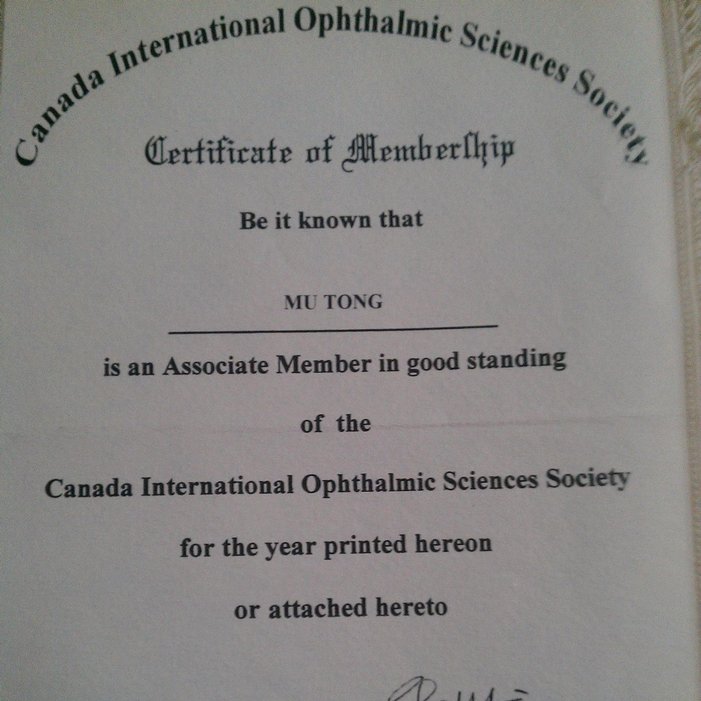 Canada International Ophthalmic Sciences Society
Certificate of Memberſhip
Be it known that
MU TONG
is an Associate Member in good standing
of the
Canada International Ophthalmic Sciences Society
for the year printed hereon
or attached hereto